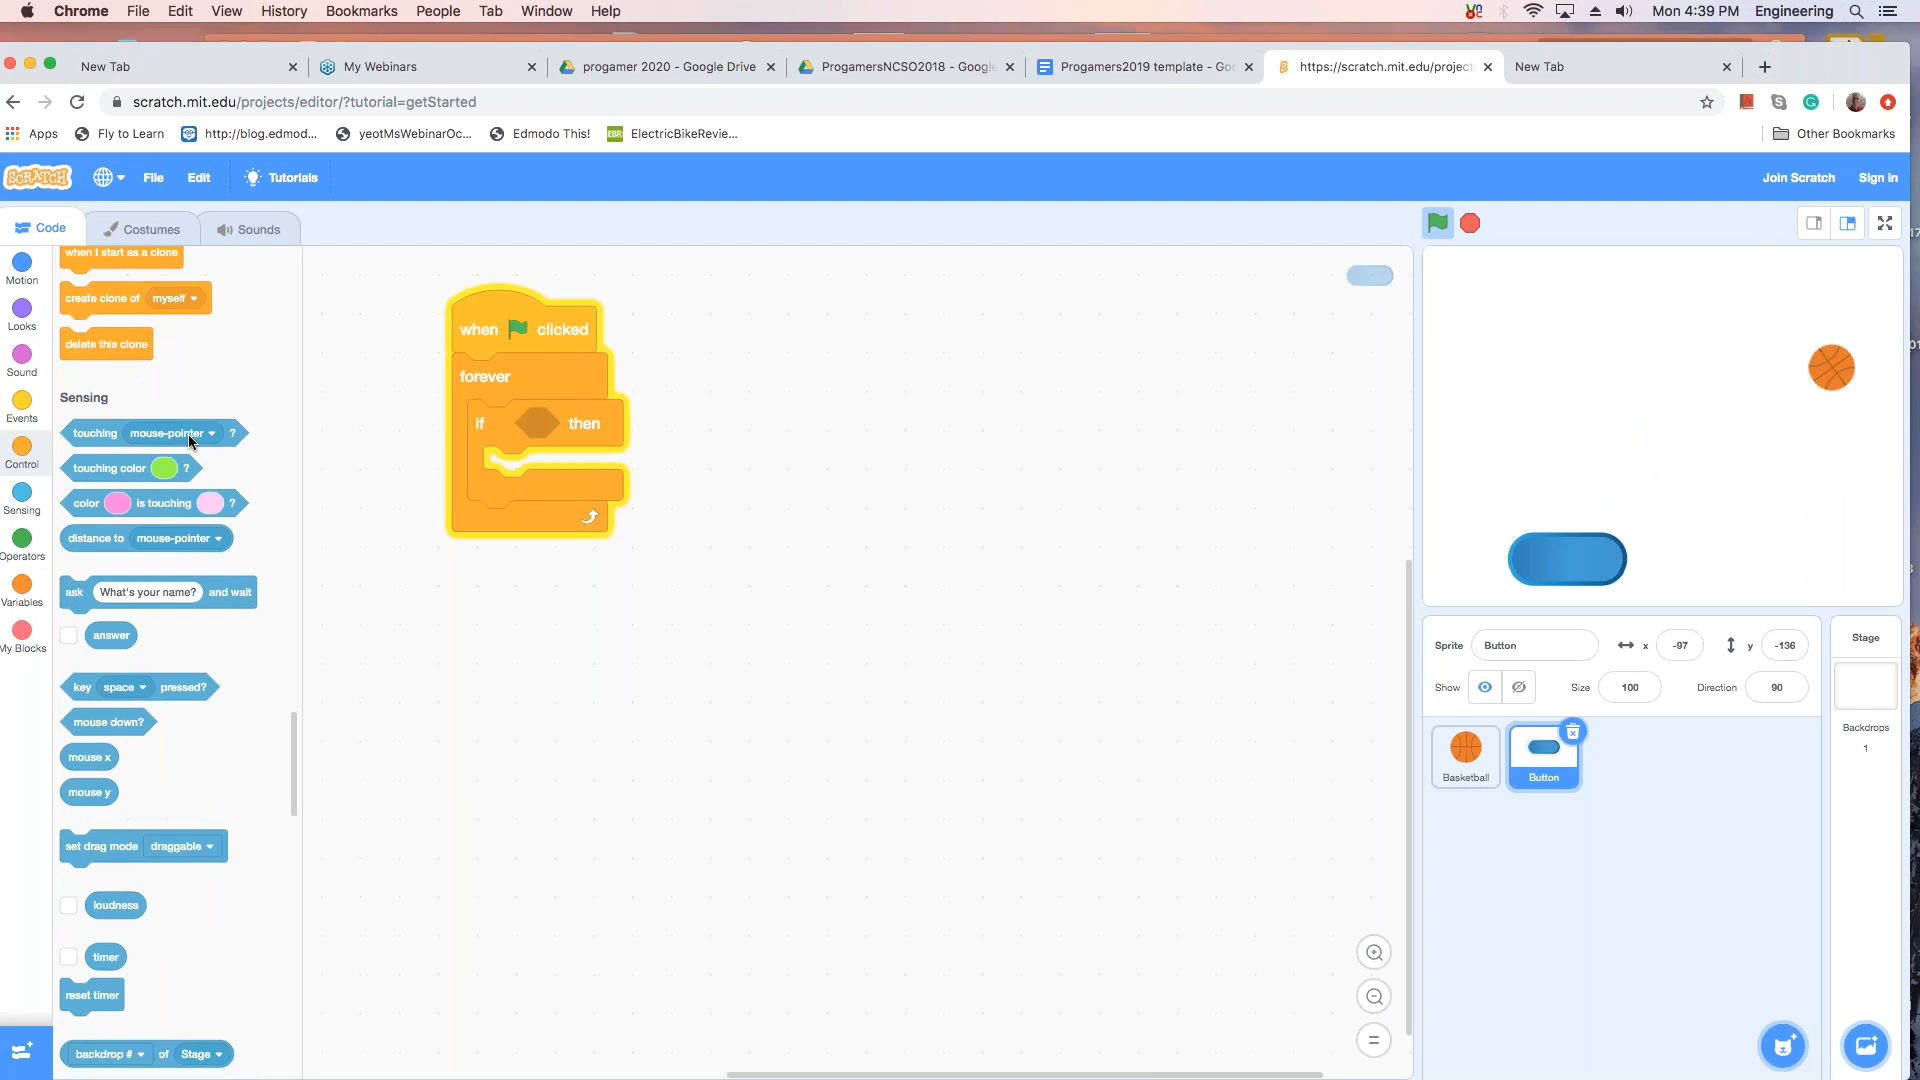 Chrome File Edit View History Bookmarks People Tab Window Help Mon 4:39 PM Engineering
New Tab My Webinars progamer 2020 - Google Drive ProgamersNCSO2018 - Google Progamers2019 template - Go https://scratch.mit.edu/project New Tab
scratch.mit.edu/projects/editor/?tutorial=getStarted
Apps Fly to Learn http://blog.edmod... yeotMsWebinarOc... Edmodo This! EBR ElectricBikeRevie... Other Bookmarks
SCRATCH File Edit Tutorials Join Scratch Sign in
Code Costumes Sounds
Motion
Looks
Sound
Events
Control
Sensing
Operators
Variables
My Blocks
when I start as a clone
create clone of myself
delete this clone
Sensing
touching mouse-pointer ?
touching color ?
color is touching ?
distance to mouse-pointer
ask What's your name? and wait
answer
key space pressed?
mouse down?
mouse x
mouse y
set drag mode draggable
loudness
timer
reset timer
backdrop # of Stage
when clicked
forever
if then
Sprite Button x -97 y -136
Show Size 100 Direction 90
Basketball
Button
Stage
Backdrops
1